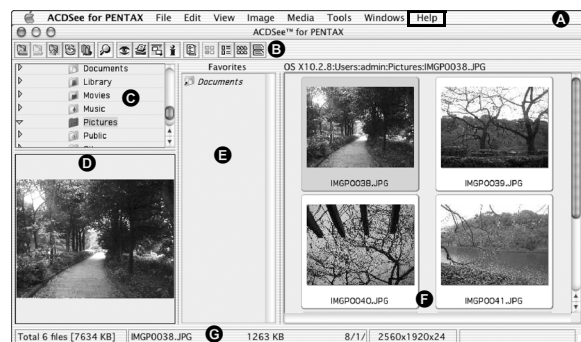 ACDSee for PENTAX File Edit View Image Media Tools Windows Help A
ACDSee™ for PENTAX
B
Documents
Library
Movies
Music
Pictures
Public
C
Favorites
Documents
E
OS X10.2.8:Users:admin:Pictures:IMGP0038.JPG
D
IMGP0038.JPG
IMGP0039.JPG
IMGP0040.JPG
F
IMGP0041.JPG
Total 6 files [7634 KB] IMGP0038.JPG G 1263 KB 8/1/ 2560x1920x24